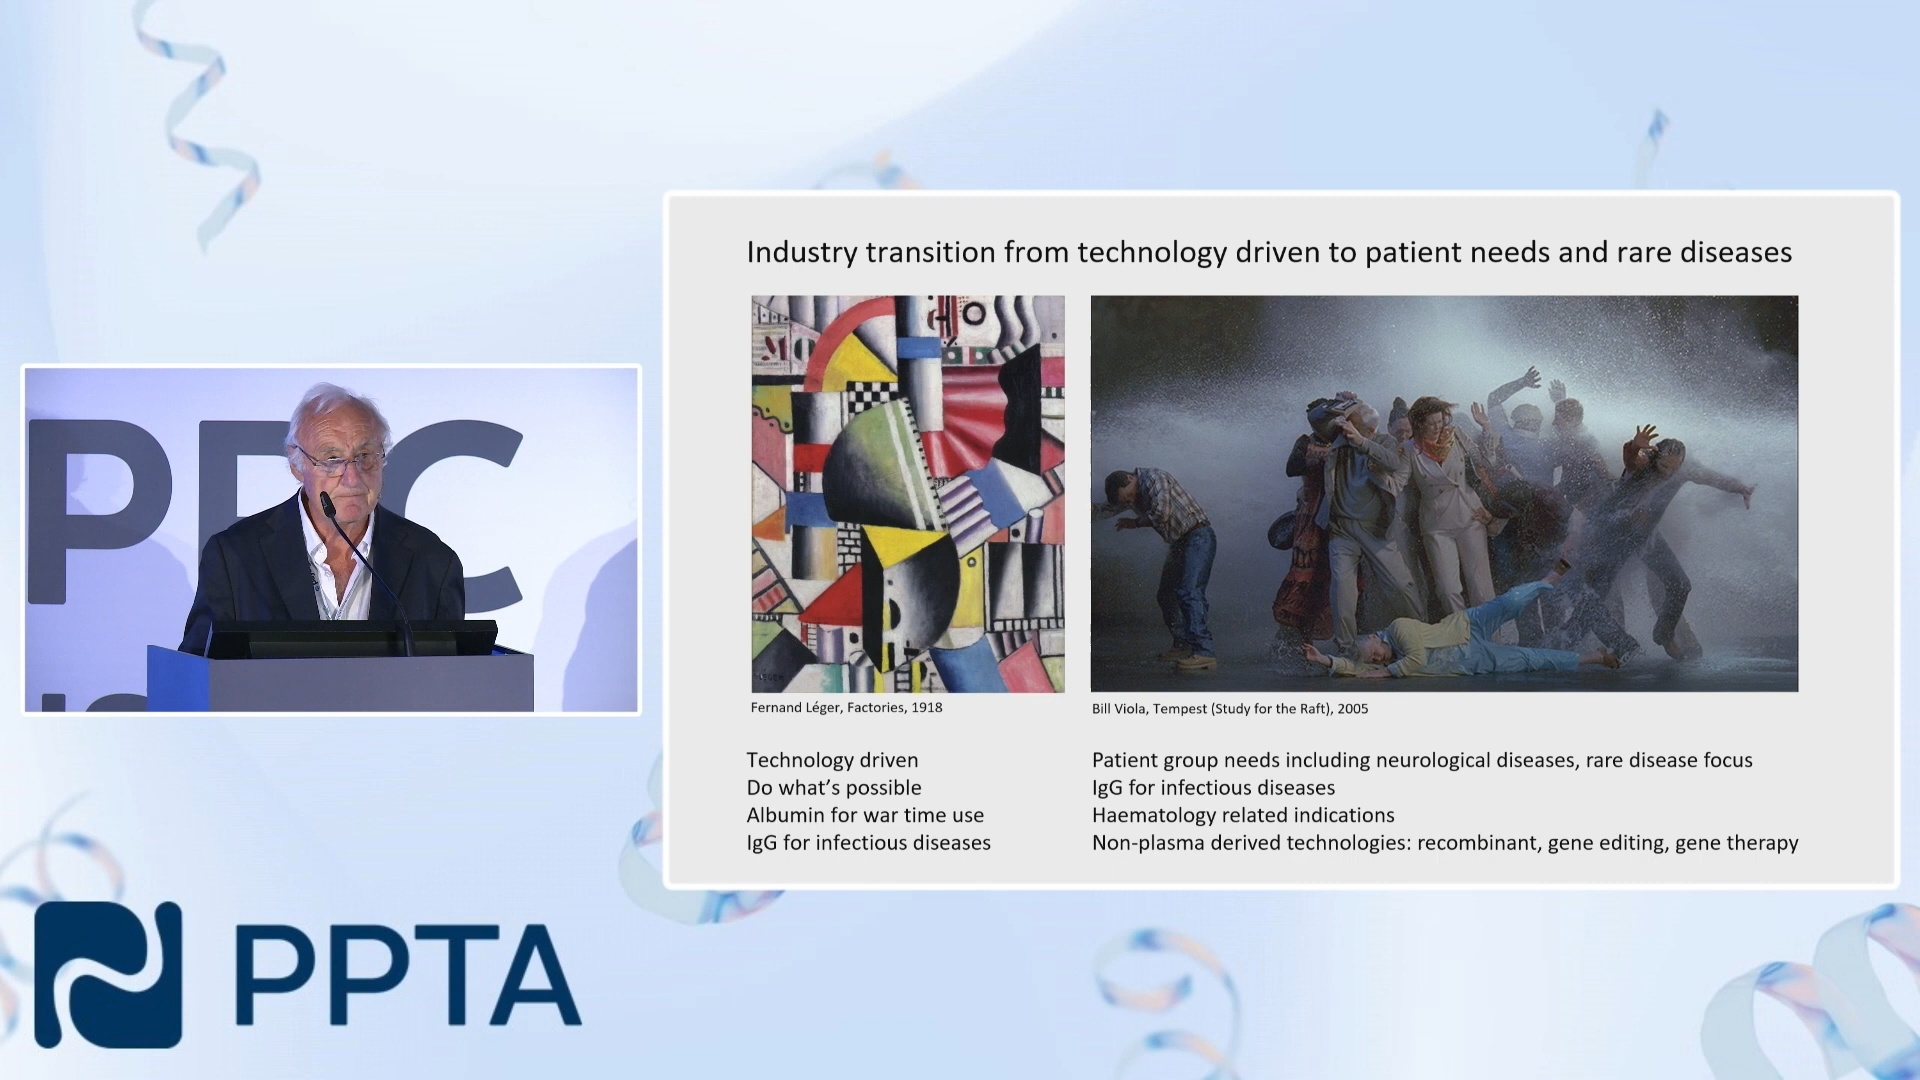 Industry transition from technology driven to patient needs and rare diseases
Fernand Léger, Factories, 1918
Bill Viola, Tempest (Study for the Raft), 2005
Technology driven
Do what’s possible
Albumin for war time use
IgG for infectious diseases
Patient group needs including neurological diseases, rare disease focus
IgG for infectious diseases
Haematology related indications
Non-plasma derived technologies: recombinant, gene editing, gene therapy
PPTA